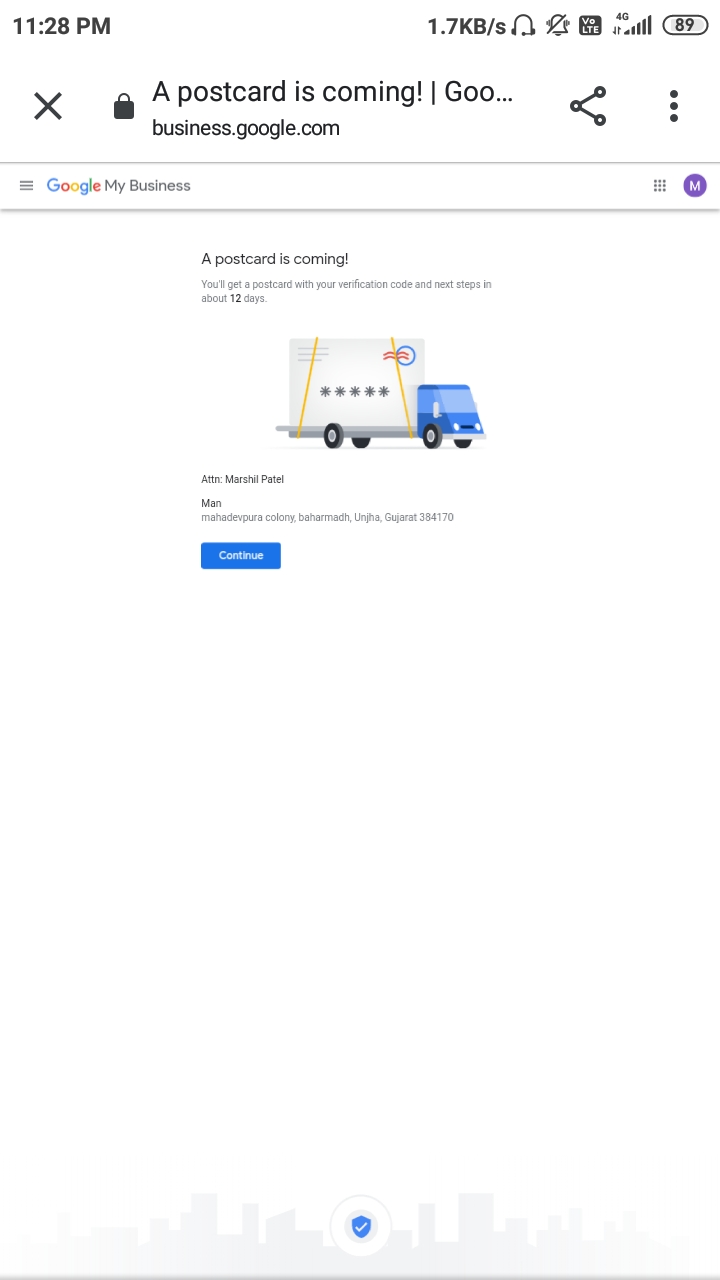 11:28 PM 1.7KB/s Vo LTE 4G 89
A postcard is coming! | Goo...
business.google.com
Google My Business M
A postcard is coming!
You'll get a postcard with your verification code and next steps in
about 12 days.
*****
Attn: Marshil Patel
Man
mahadevpura colony, baharmadh, Unjha, Gujarat 384170
Continue